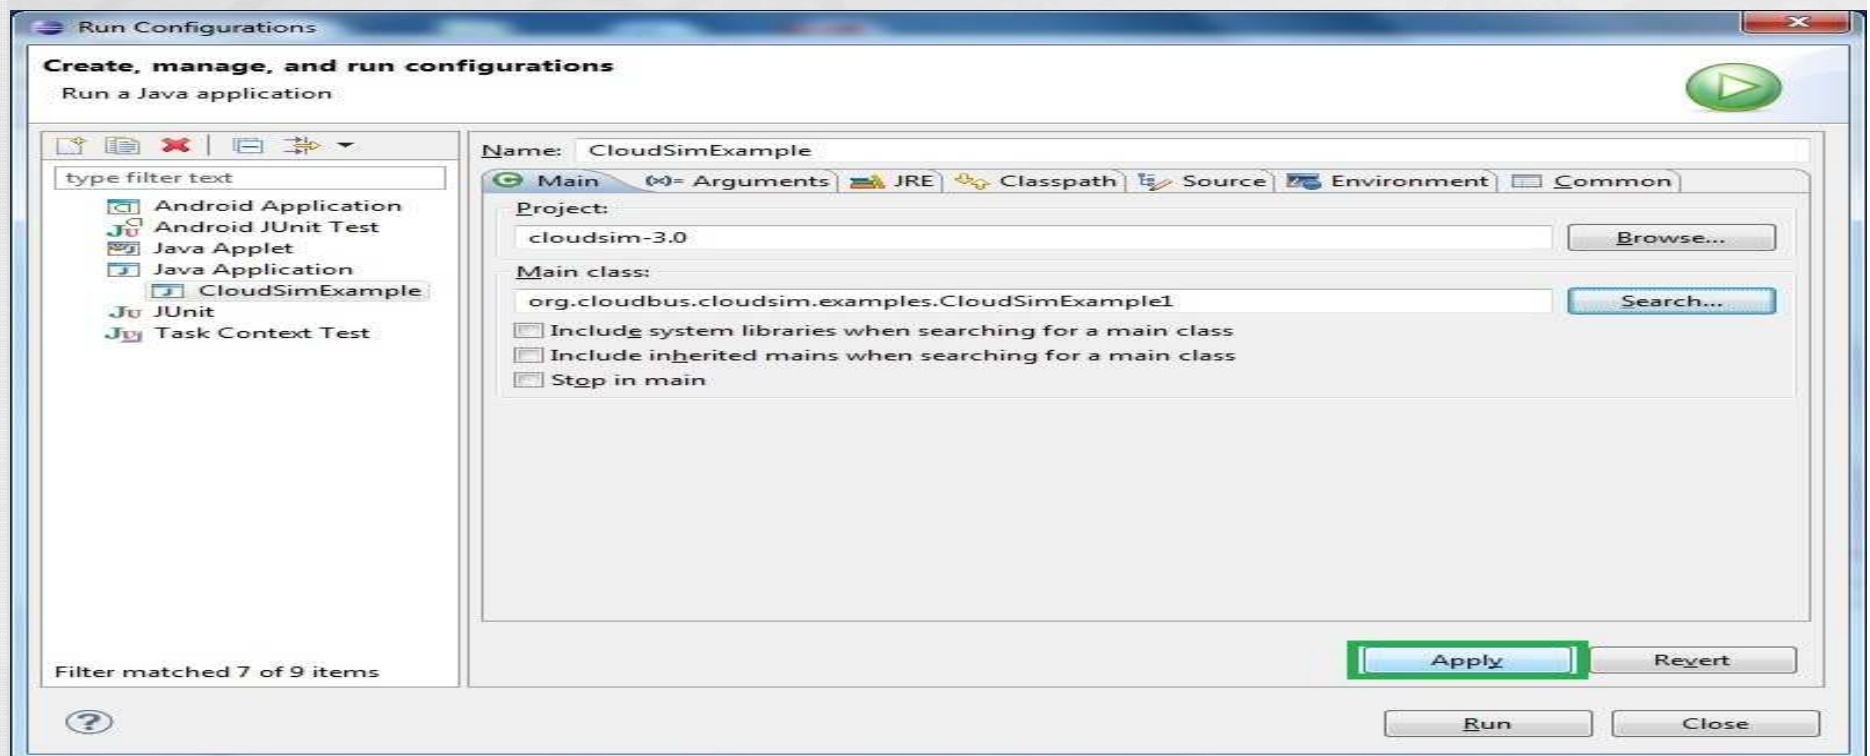 Run Configurations
Create, manage, and run configurations
Run a Java application
type filter text
Android Application
Android JUnit Test
Java Applet
Java Application
CloudSimExample
JUnit
Task Context Test
Filter matched 7 of 9 items
Name: CloudSimExample
Main (x)= Arguments JRE Classpath Source Environment Common
Project:
cloudsim-3.0 Browse...
Main class:
org.cloudbus.cloudsim.examples.CloudSimExample1 Search...
Include system libraries when searching for a main class
Include inherited mains when searching for a main class
Stop in main
Apply Revert
Run Close